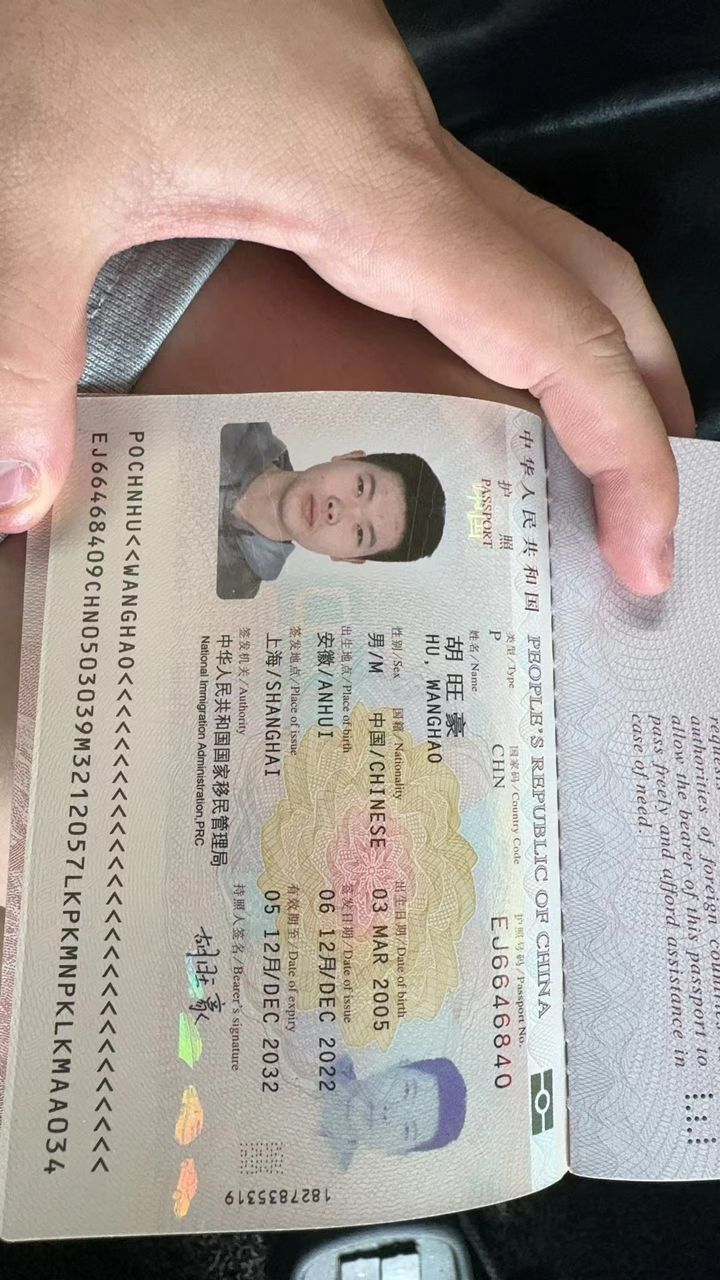 authorities of foreign
allow the bearer of this passport to
pass freely and afford assistance in
case of need.
中华人民共和国 PEOPLE'S REPUBLIC OF CHINA
护照
PASSPORT
类型/Type 国家码/Country Code 护照号码/Passport No.
P CHN EJ6646840
姓名/Name
胡旺豪
HU, WANGHAO
性别/Sex 国籍/Nationality 出生日期/Date of birth
男/M 中国/CHINESE 03 MAR 2005
出生地点/Place of birth 签发日期/Date of issue
安徽/ANHUI 06 12月/DEC 2022
签发地点/Place of issue 有效期至/Date of expiry
上海/SHANGHAI 05 12月/DEC 2032
签发机关/Authority 持照人签名/Bearer's signature
中华人民共和国国家移民管理局
National Immigration Administration,PRC
胡旺豪
1827835319
POCHNHU<<WANGHAO<<<<<<<<<<<<<<<<<<<<<<<<<<<<
EJ66468409CHN0503039M3212057LKPKMNPKLKMAA034